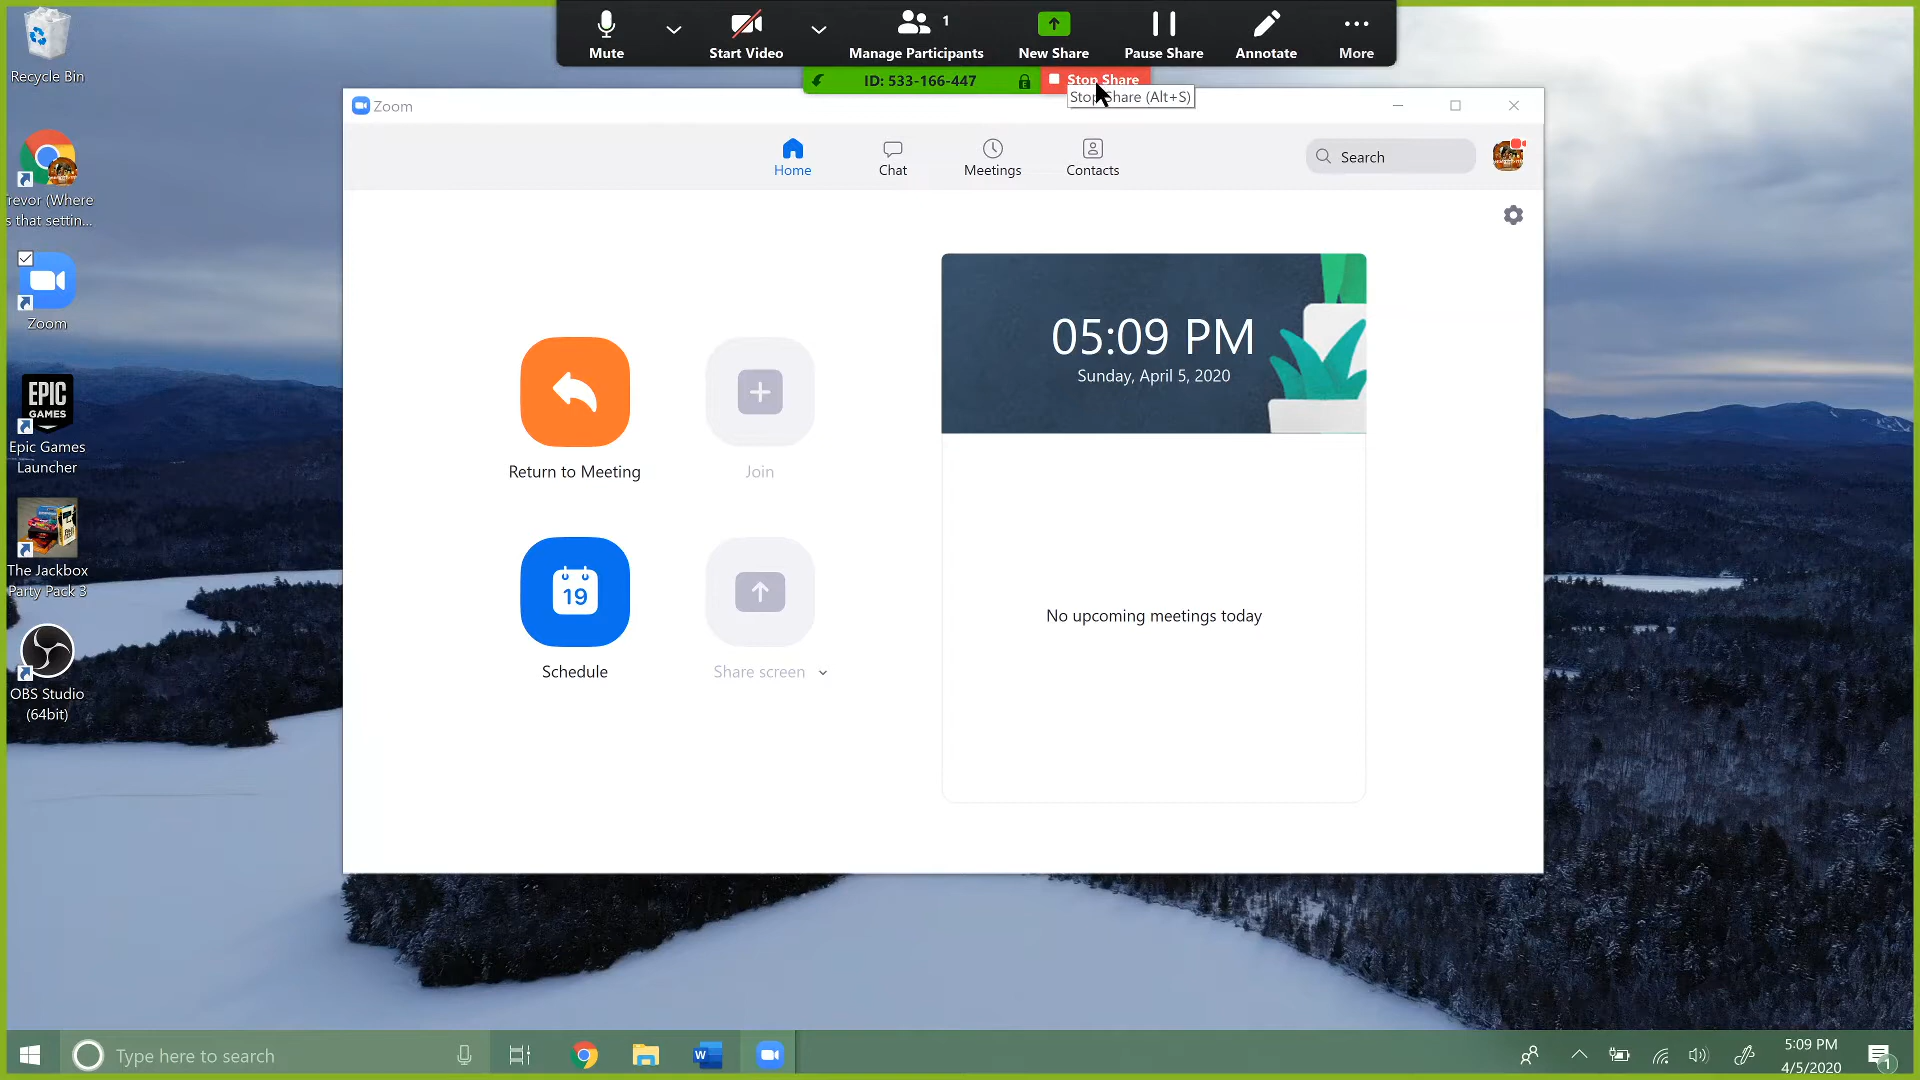 Mute
Start Video
Manage Participants
1
New Share
Pause Share
Annotate
More
ID: 533-166-447
Stop Share
Stop Share (Alt+S)
Zoom
Home
Chat
Meetings
Contacts
Search
05:09 PM
Sunday, April 5, 2020
Return to Meeting
Join
19
Schedule
Share screen
No upcoming meetings today
Recycle Bin
revor (Where
s that settin...
Zoom
EPIC
GAMES
Epic Games
Launcher
The Jackbox
Party Pack 3
OBS Studio
(64bit)
Type here to search
W
5:09 PM
4/5/2020
1